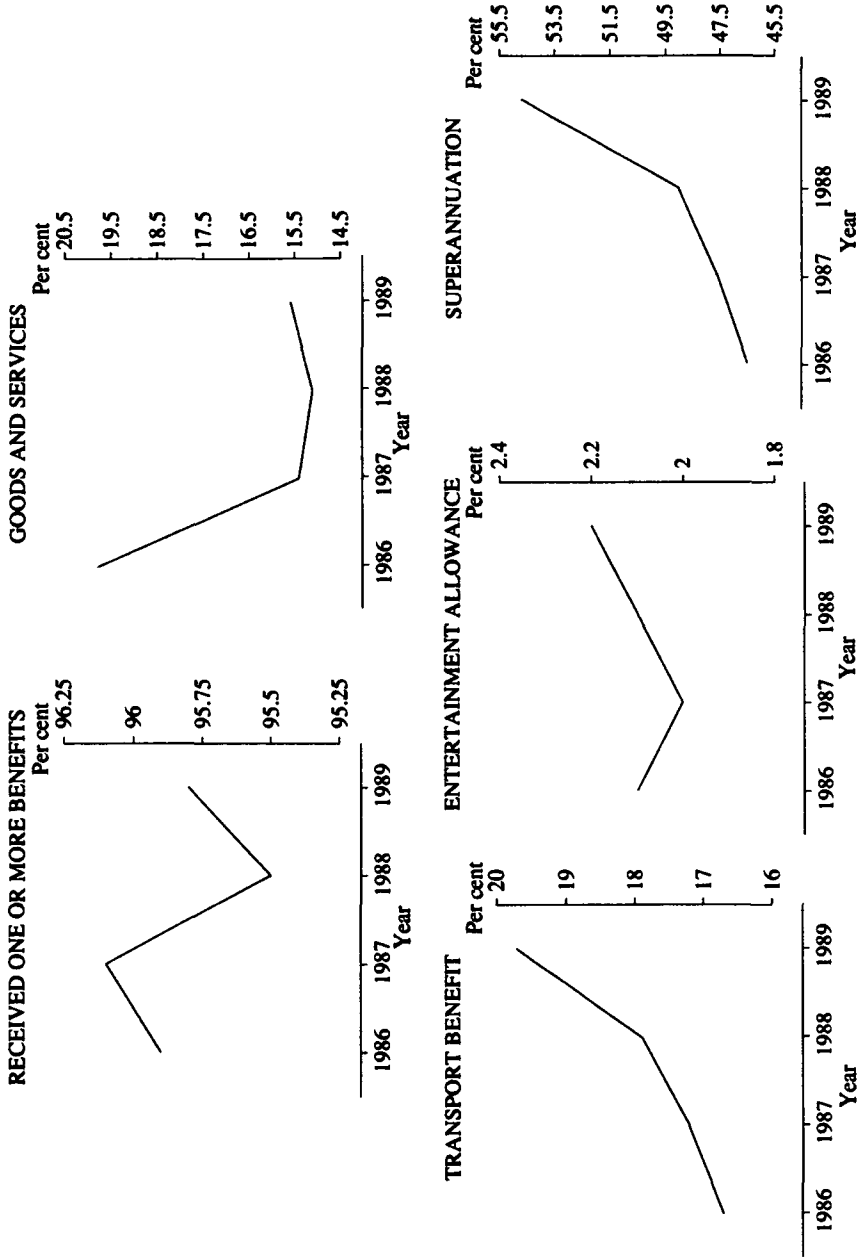 RECEIVED ONE OR MORE BENEFITS
Per cent
96.25
96
95.75
95.5
95.25
1986 1987 1988 1989
Year
GOODS AND SERVICES
Per cent
20.5
19.5
18.5
17.5
16.5
15.5
14.5
1986 1987 1988 1989
Year
TRANSPORT BENEFIT
Per cent
20
19
18
17
16
1986 1987 1988 1989
Year
ENTERTAINMENT ALLOWANCE
Per cent
2.4
2.2
2
1.8
1986 1987 1988 1989
Year
SUPERANNUATION
Per cent
55.5
53.5
51.5
49.5
47.5
45.5
1986 1987 1988 1989
Year